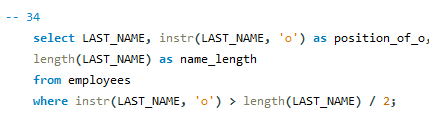 -- 34
select LAST_NAME, instr(LAST_NAME, 'o') as position_of_o,
length(LAST_NAME) as name_length
from employees
where instr(LAST_NAME, 'o') > length(LAST_NAME) / 2;